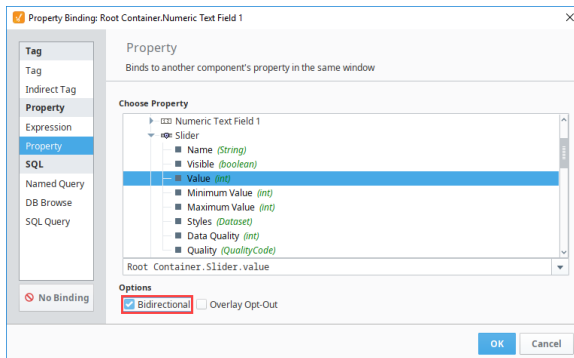 Property Binding: Root Container.Numeric Text Field 1
Tag
Tag
Indirect Tag
Property
Expression
Property
SQL
Named Query
DB Browse
SQL Query
No Binding
Property
Binds to another component's property in the same window
Choose Property
Numeric Text Field 1
Slider
Name (String)
Visible (boolean)
Value (int)
Minimum Value (int)
Maximum Value (int)
Styles (Dataset)
Data Quality (int)
Quality (QualityCode)
Root Container.Slider.value
Options
Bidirectional Overlay Opt-Out
OK Cancel